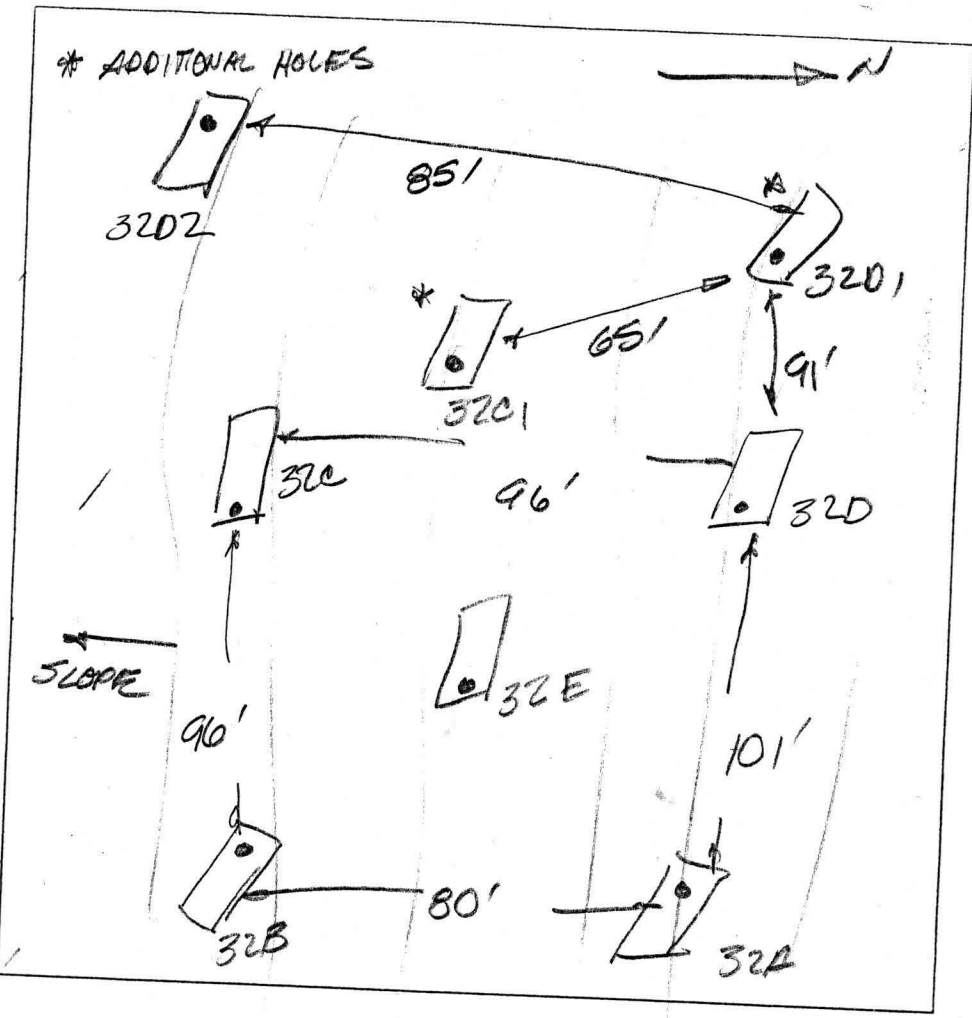 * ADDITIONAL HOLES
N
85'
32D2
*
32D1
*
65'
91'
32C1
32C
96'
32D
SLOPE
32E
96'
101'
80'
32B
32A